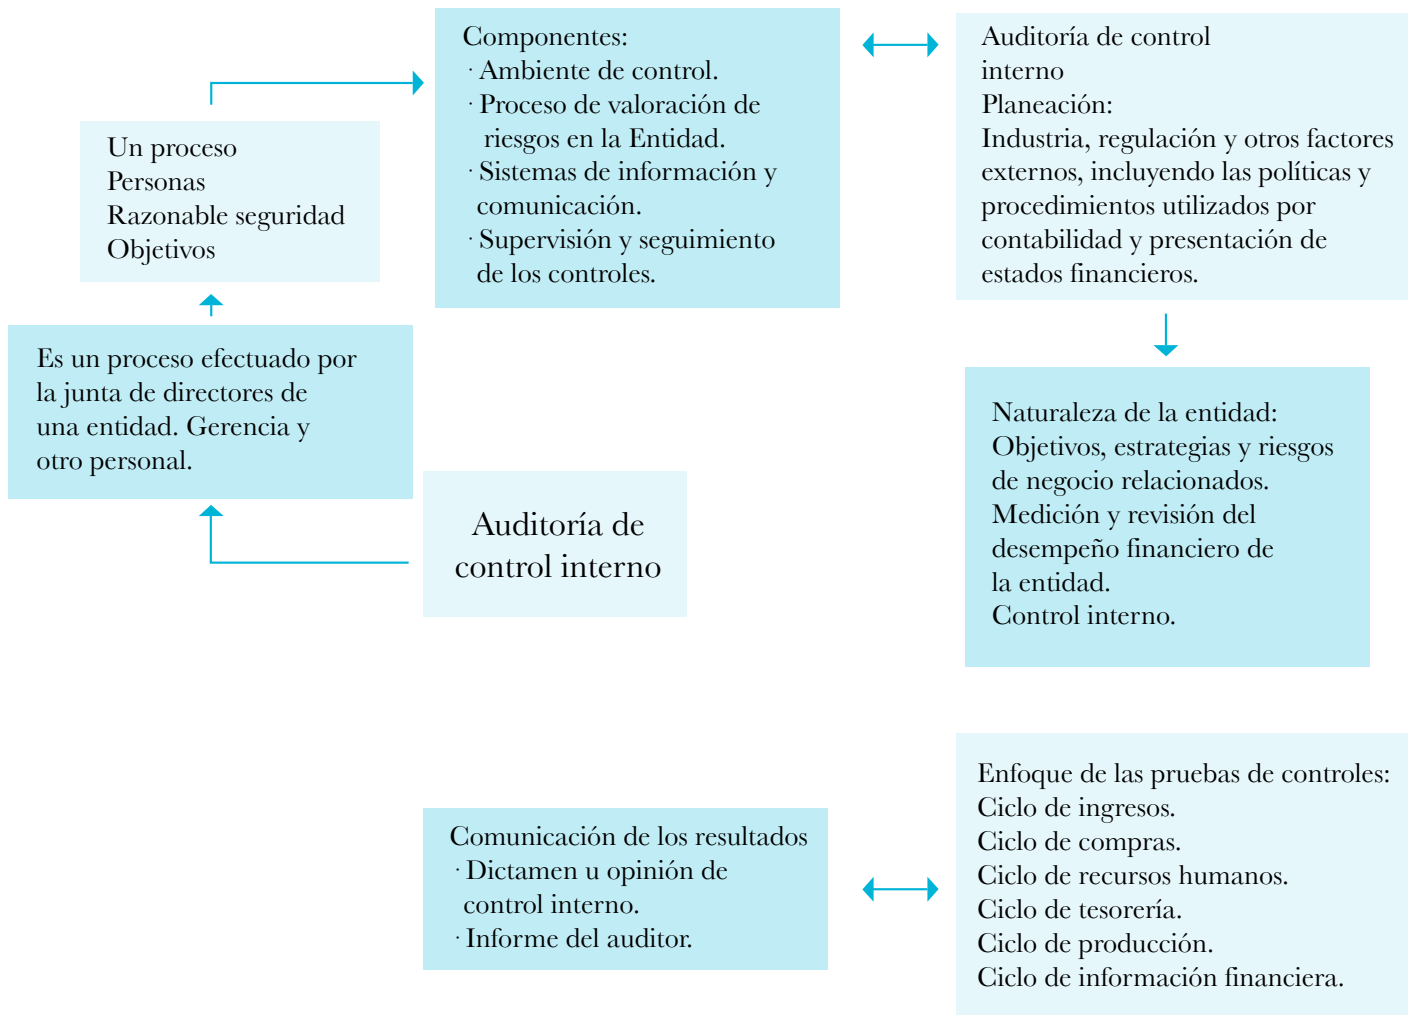 Componentes:
· Ambiente de control.
· Proceso de valoración de
riesgos en la Entidad.
· Sistemas de información y
comunicación.
· Supervisión y seguimiento
de los controles.
Auditoría de control
interno
Planeación:
Industria, regulación y otros factores
externos, incluyendo las políticas y
procedimientos utilizados por
contabilidad y presentación de
estados financieros.
Un proceso
Personas
Razonable seguridad
Objetivos
Es un proceso efectuado por
la junta de directores de
una entidad. Gerencia y
otro personal.
Auditoría de
control interno
Naturaleza de la entidad:
Objetivos, estrategias y riesgos
de negocio relacionados.
Medición y revisión del
desempeño financiero de
la entidad.
Control interno.
Comunicación de los resultados
· Dictamen u opinión de
control interno.
· Informe del auditor.
Enfoque de las pruebas de controles:
Ciclo de ingresos.
Ciclo de compras.
Ciclo de recursos humanos.
Ciclo de tesorería.
Ciclo de producción.
Ciclo de información financiera.